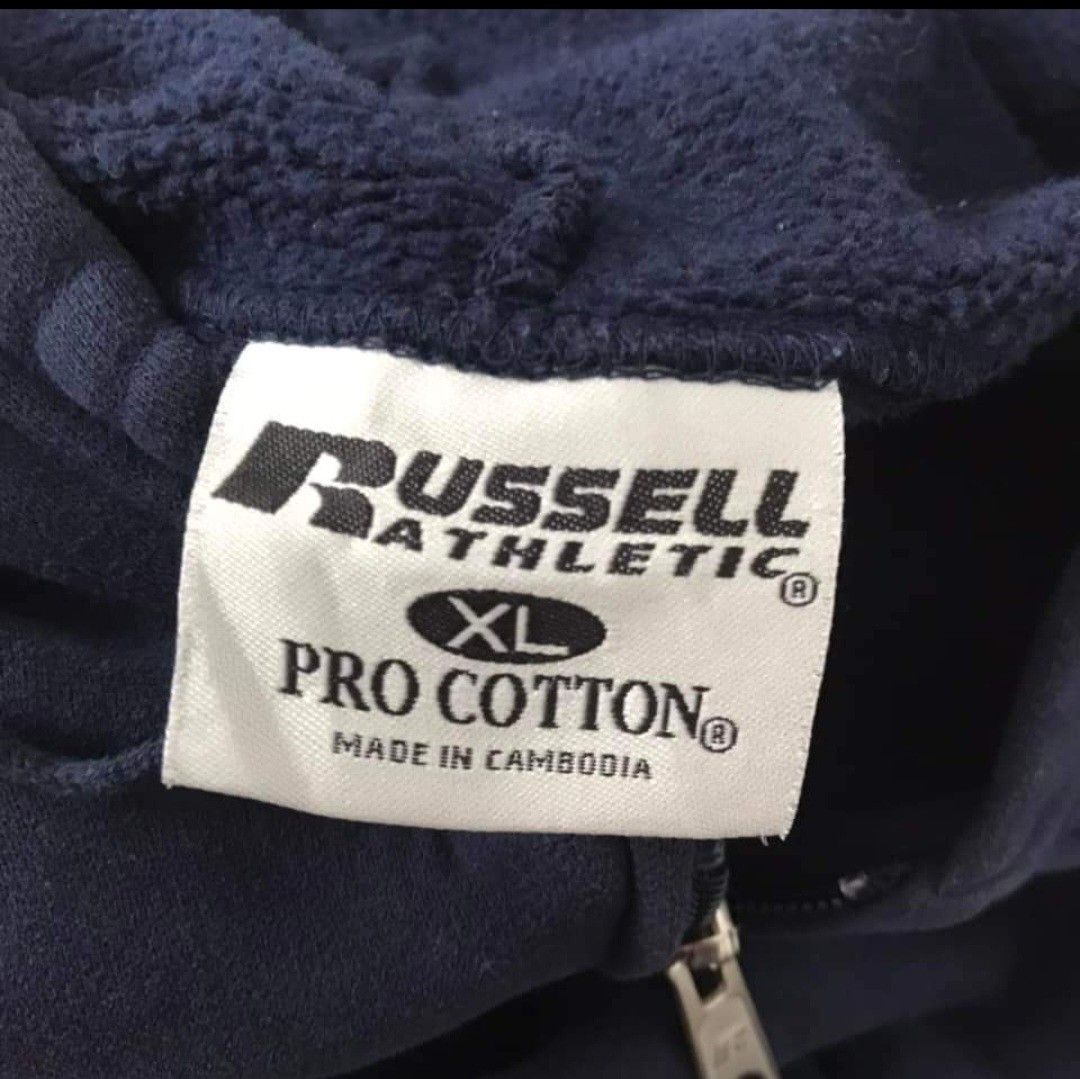 RUSSELL
ATHLETIC®
XL
PRO COTTON®
MADE IN CAMBODIA